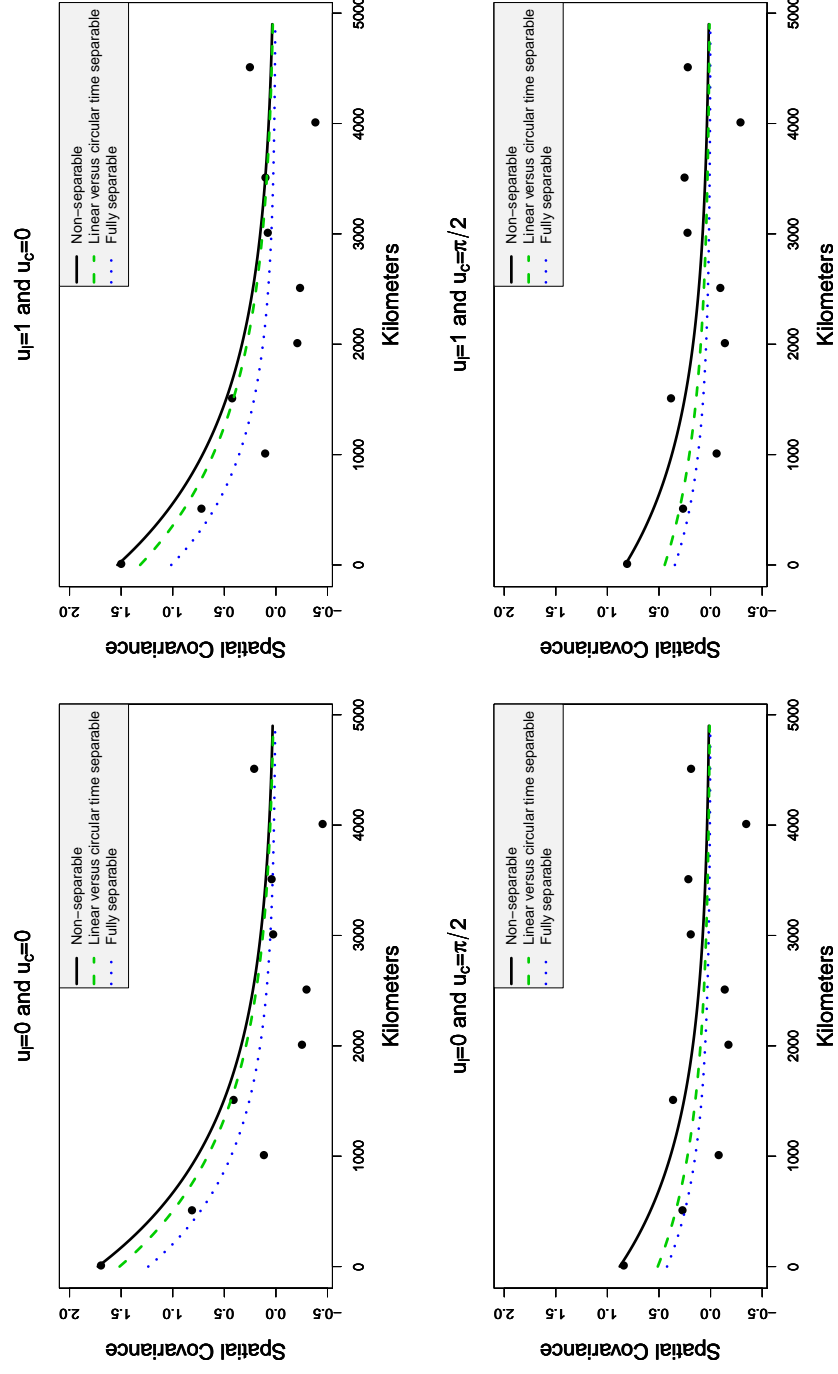 u_l=0 and u_c=0
Non−separable
Linear versus circular time separable
Fully separable
Spatial Covariance
2.0
1.5
1.0
0.5
0.0
−0.5
0
1000
2000
3000
4000
5000
Kilometers
u_l=1 and u_c=0
Non−separable
Linear versus circular time separable
Fully separable
Spatial Covariance
2.0
1.5
1.0
0.5
0.0
−0.5
0
1000
2000
3000
4000
5000
Kilometers
u_l=0 and u_c=π/2
Non−separable
Linear versus circular time separable
Fully separable
Spatial Covariance
2.0
1.5
1.0
0.5
0.0
−0.5
0
1000
2000
3000
4000
5000
Kilometers
u_l=1 and u_c=π/2
Non−separable
Linear versus circular time separable
Fully separable
Spatial Covariance
2.0
1.5
1.0
0.5
0.0
−0.5
0
1000
2000
3000
4000
5000
Kilometers